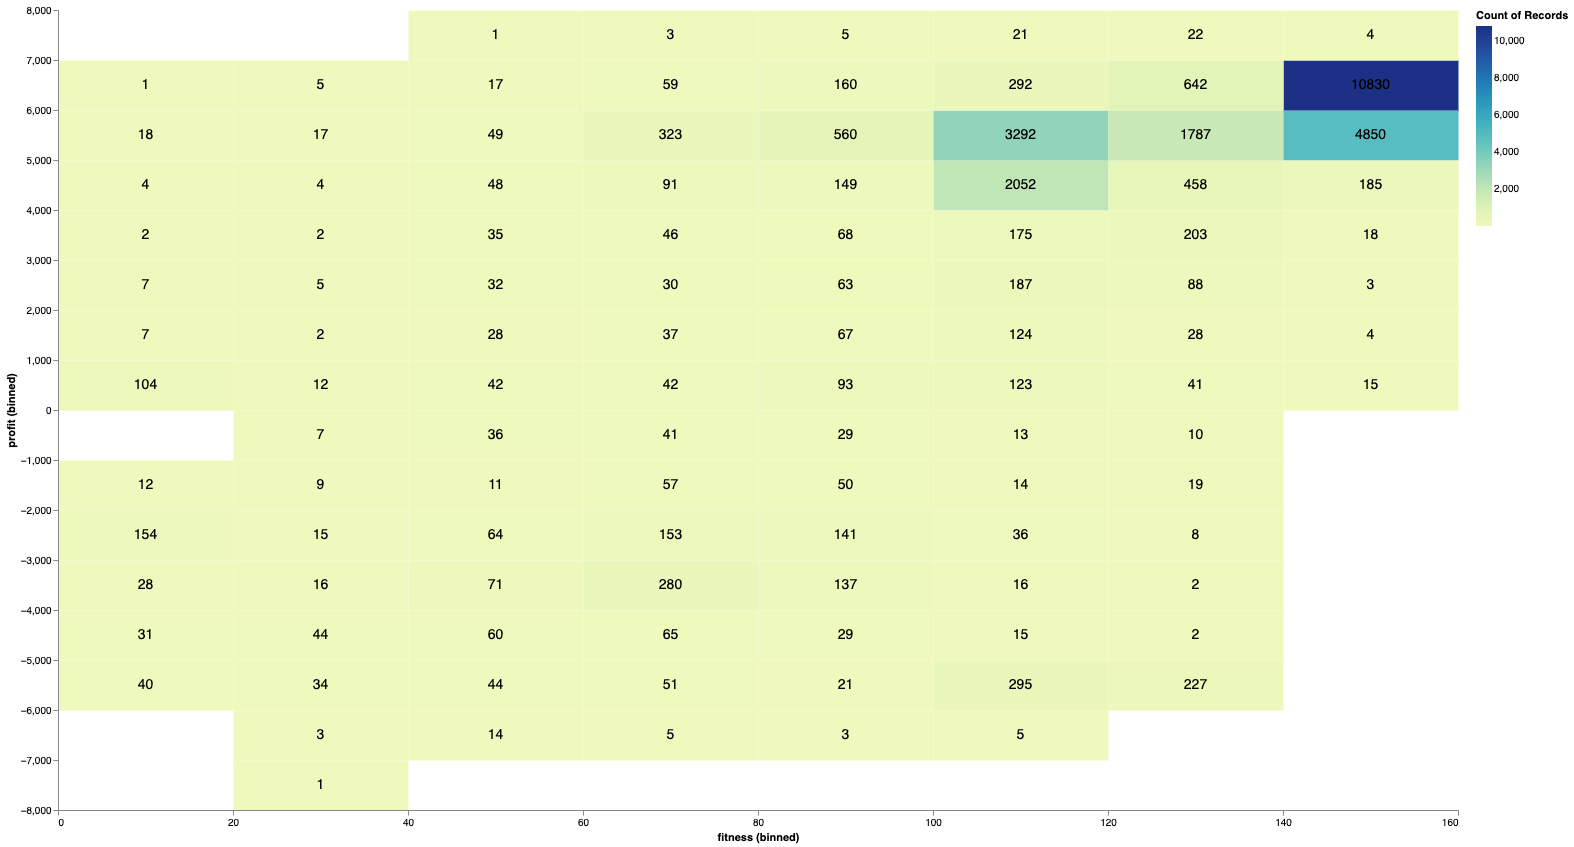 Count of Records
10,000
8,000
6,000
4,000
2,000
profit (binned)
8,000
1 3 5 21 22 4
7,000
1 5 17 59 160 292 642 10830
6,000
18 17 49 323 560 3292 1787 4850
5,000
4 4 48 91 149 2052 458 185
4,000
2 2 35 46 68 175 203 18
3,000
7 5 32 30 63 187 88 3
2,000
7 2 28 37 67 124 28 4
1,000
104 12 42 42 93 123 41 15
0
7 36 41 29 13 10
−1,000
12 9 11 57 50 14 19
−2,000
154 15 64 153 141 36 8
−3,000
28 16 71 280 137 16 2
−4,000
31 44 60 65 29 15 2
−5,000
40 34 44 51 21 295 227
−6,000
3 14 5 3 5
−7,000
1
−8,000
0 20 40 60 80 100 120 140 160
fitness (binned)